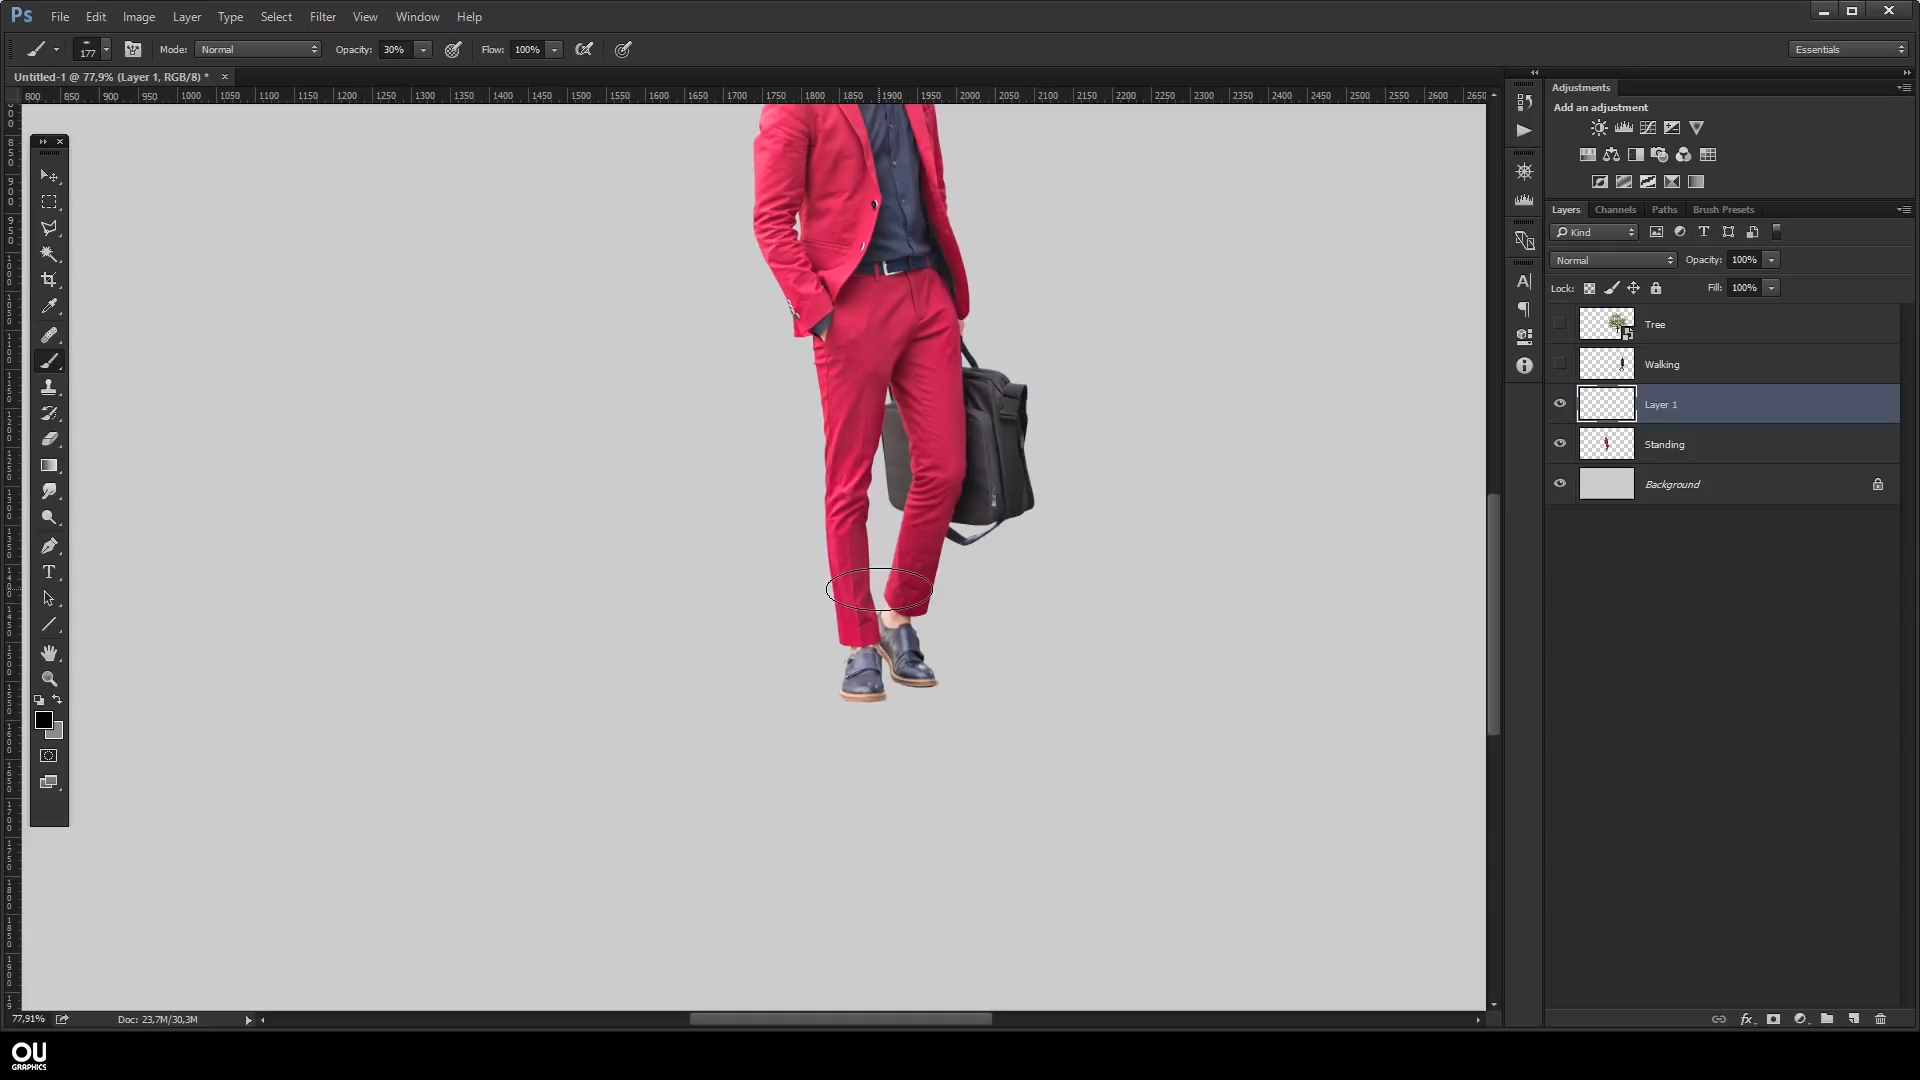 Ps File Edit Image Layer Type Select Filter View Window Help
177 Mode: Normal Opacity: 30% Flow: 100% Essentials
Untitled-1 @ 77,9% (Layer 1, RGB/8) * ×
800 850 900 950 1000 1050 1100 1150 1200 1250 1300 1350 1400 1450 1500 1550 1600 1650 1700 1750 1800 1850 1900 1950 2000 2050 2100 2150 2200 2250 2300 2350 2400 2450 2500 2550 2600 2650
Adjustments
Add an adjustment
Layers Channels Paths Brush Presets
Kind
Normal Opacity: 100%
Lock: Fill: 100%
Tree
Walking
Layer 1
Standing
Background
77,91% Doc: 23,7M/30,3M
fx
OU
GRAPHICS